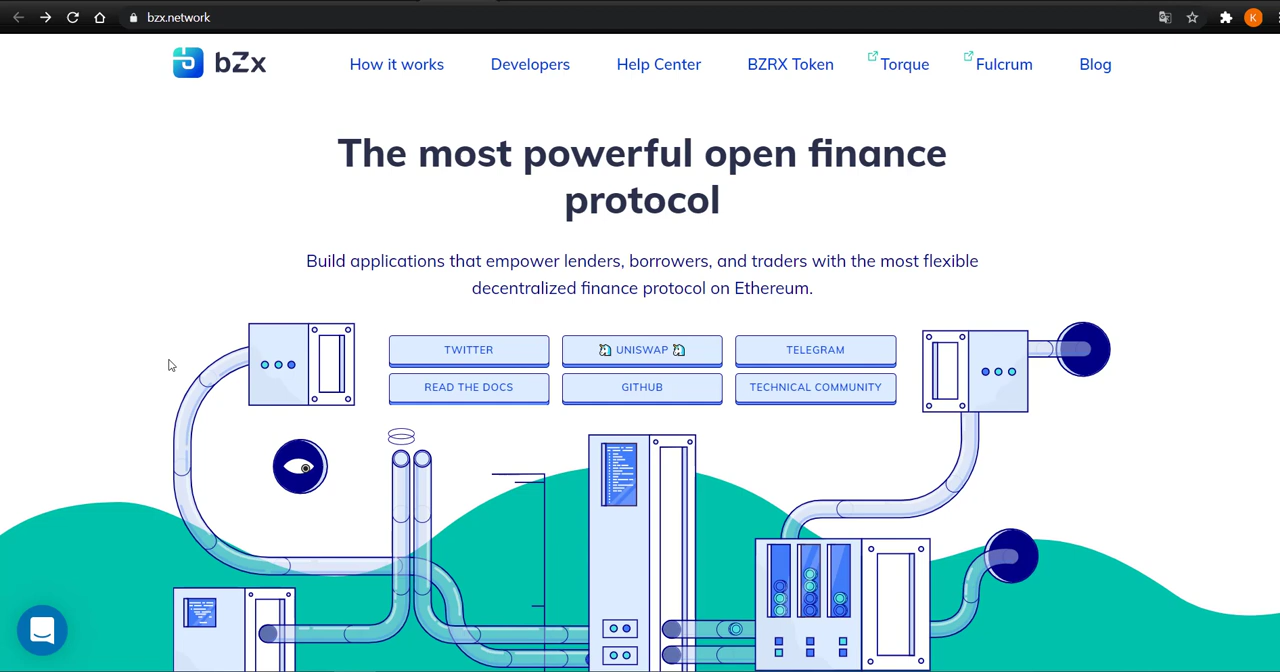 bzx.network
K
bZx
How it works
Developers
Help Center
BZRX Token
Torque
Fulcrum
Blog
The most powerful open finance
protocol
Build applications that empower lenders, borrowers, and traders with the most flexible
decentralized finance protocol on Ethereum.
TWITTER
🦄 UNISWAP 🦄
TELEGRAM
READ THE DOCS
GITHUB
TECHNICAL COMMUNITY